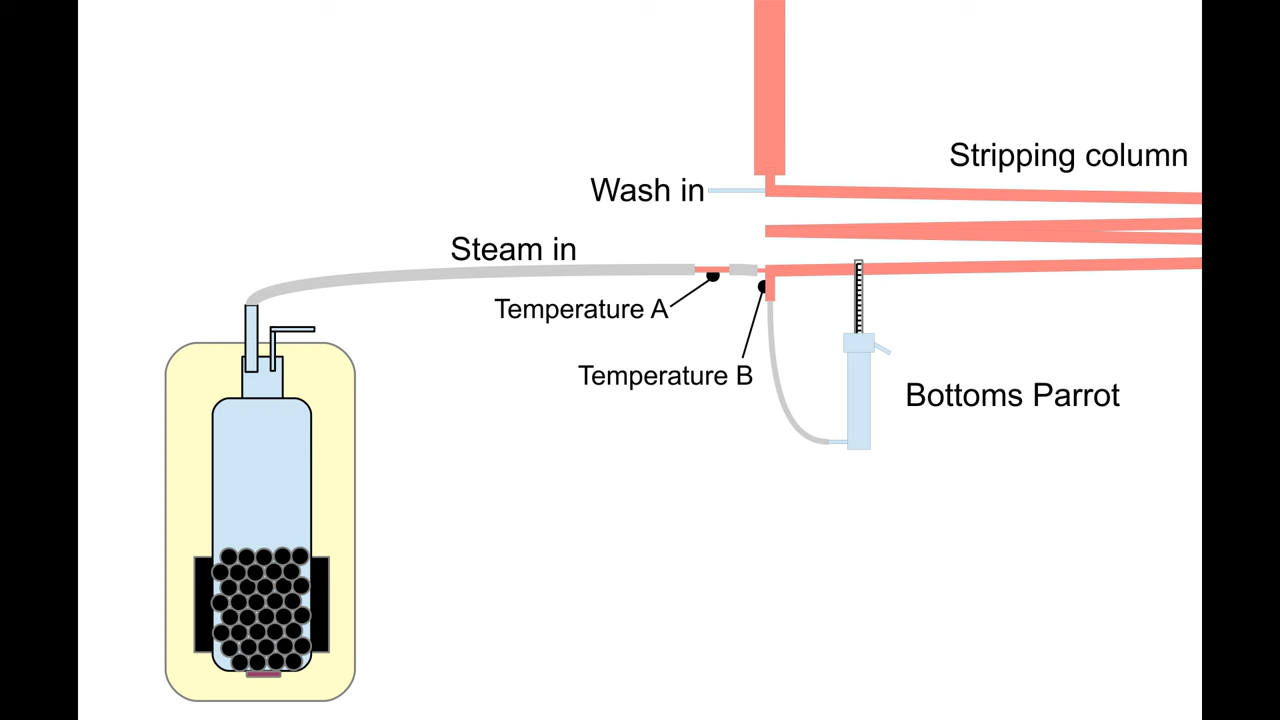 Stripping column
Wash in
Steam in
Temperature A
Temperature B
Bottoms Parrot